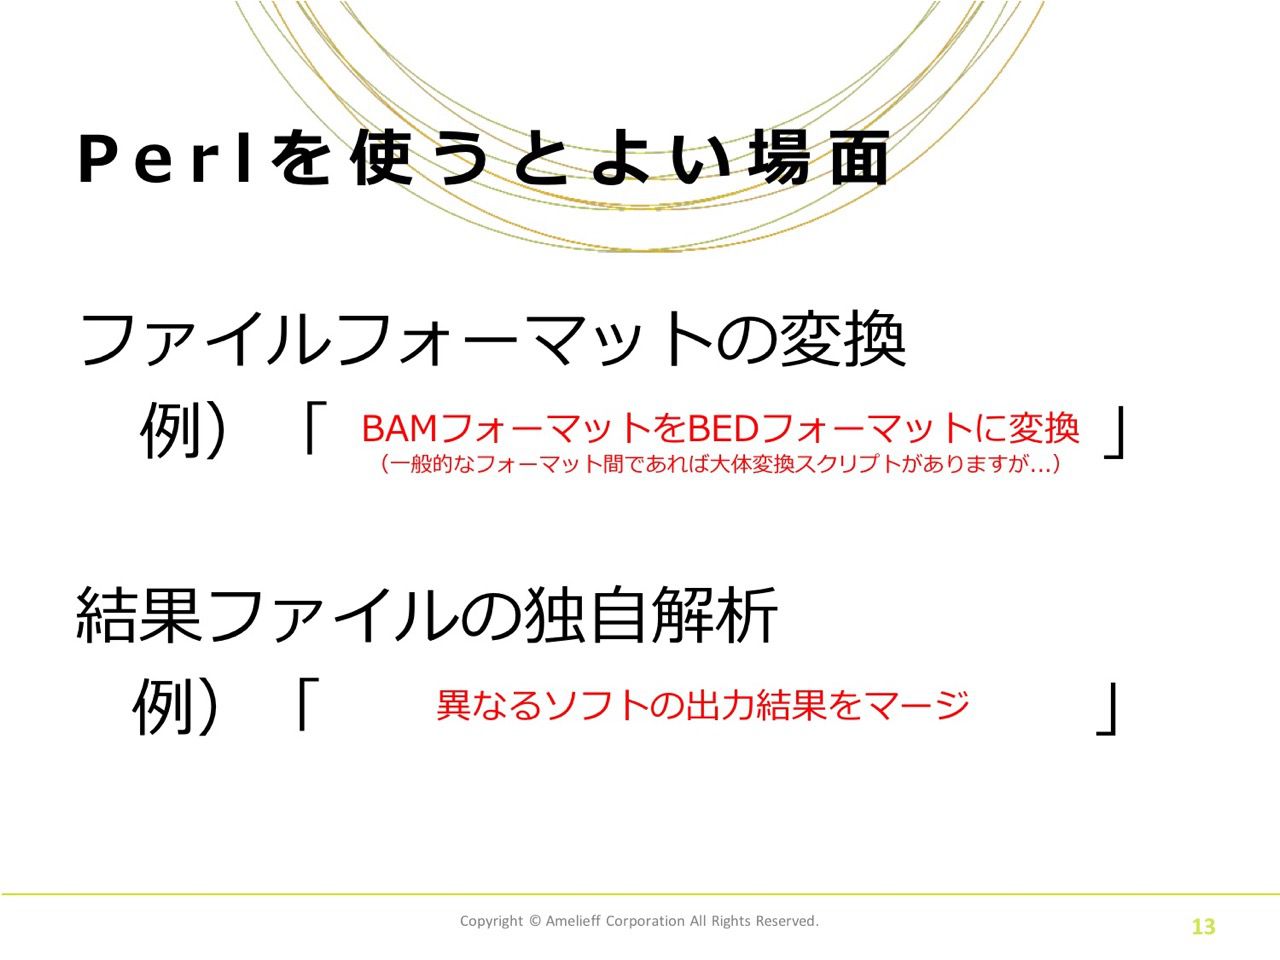 Perlを使うとよい場面
ファイルフォーマットの変換
例）「 BAMフォーマットをBEDフォーマットに変換 」
（一般的なフォーマット間であれば大体変換スクリプトがありますが…）
結果ファイルの独自解析
例）「 異なるソフトの出力結果をマージ 」
Copyright © Amelieff Corporation All Rights Reserved.
13